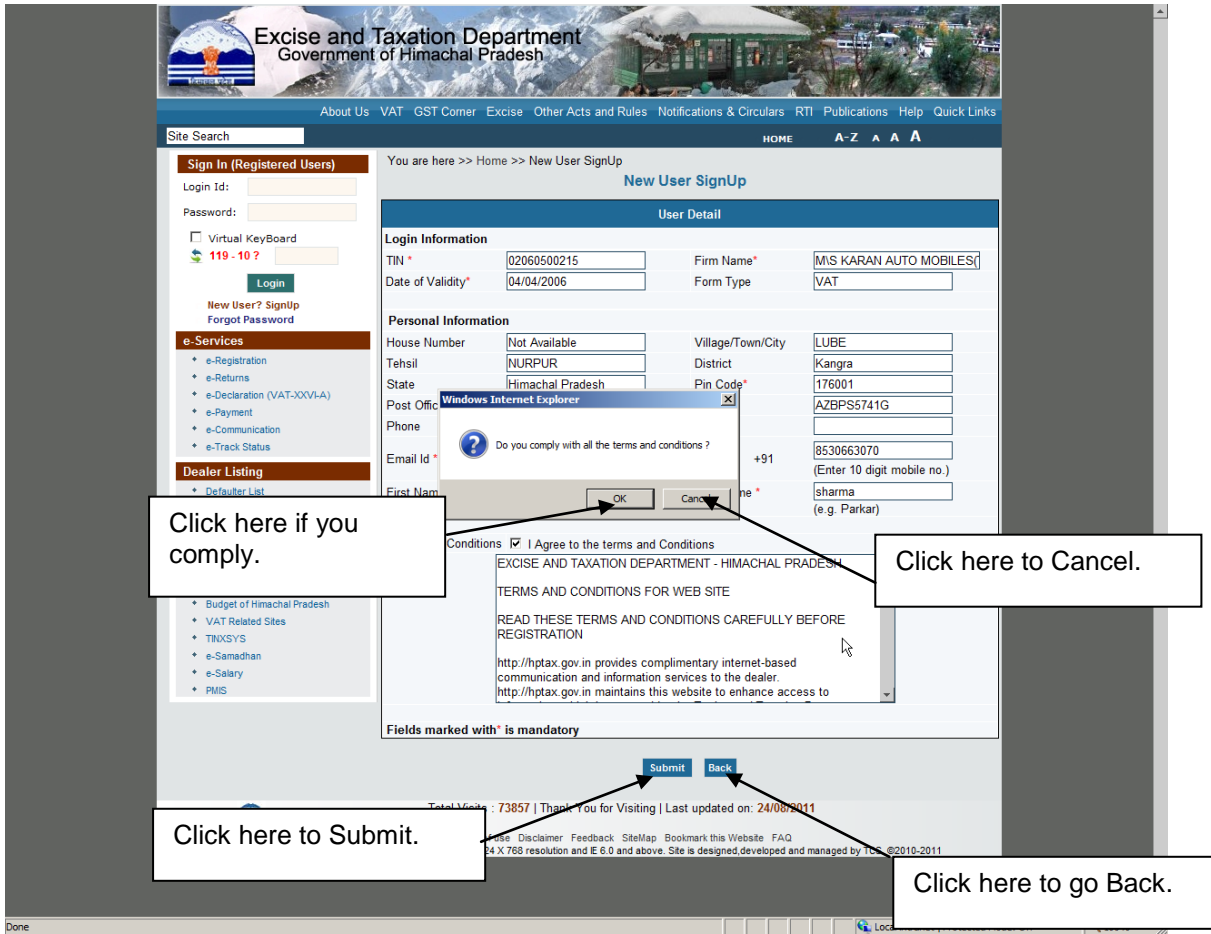 Excise and Taxation Department
Government of Himachal Pradesh
About Us VAT GST Corner Excise Other Acts and Rules Notifications & Circulars RTI Publications Help Quick Links
Site Search
HOME A-Z A A A
Sign In (Registered Users)
Login Id:
Password:
Virtual KeyBoard
119 - 10 ?
Login
New User? SignUp
Forgot Password
e-Services
e-Registration
e-Returns
e-Declaration (VAT-XXVI-A)
e-Payment
e-Communication
e-Track Status
Dealer Listing
Defaulter List
Budget of Himachal Pradesh
VAT Related Sites
TINXSYS
e-Samadhan
e-Salary
PMIS
You are here >> Home >> New User SignUp
New User SignUp
User Detail
Login Information
TIN * 02060500215 Firm Name* M\S KARAN AUTO MOBILES(
Date of Validity* 04/04/2006 Form Type VAT
Personal Information
House Number Not Available Village/Town/City LUBE
Tehsil NURPUR District Kangra
State Himachal Pradesh Pin Code* 176001
Post Offic AZBPS5741G
Phone
Email Id * +91 8530663070
(Enter 10 digit mobile no.)
First Nam ne * sharma
(e.g. Parkar)
Windows Internet Explorer
Do you comply with all the terms and conditions ?
OK Cancel
Conditions I Agree to the terms and Conditions
EXCISE AND TAXATION DEPARTMENT - HIMACHAL PRADESH
TERMS AND CONDITIONS FOR WEB SITE
READ THESE TERMS AND CONDITIONS CAREFULLY BEFORE
REGISTRATION
http://hptax.gov.in provides complimentary internet-based
communication and information services to the dealer.
http://hptax.gov.in maintains this website to enhance access to
Fields marked with* is mandatory
Submit Back
Total Visits : 73857 | Thank You for Visiting | Last updated on: 24/08/2011
use Disclaimer Feedback SiteMap Bookmark this Website FAQ
24 X 768 resolution and IE 6.0 and above. Site is designed,developed and managed by TCS. ©2010-2011
Click here if you
comply.
Click here to Cancel.
Click here to Submit.
Click here to go Back.
Done